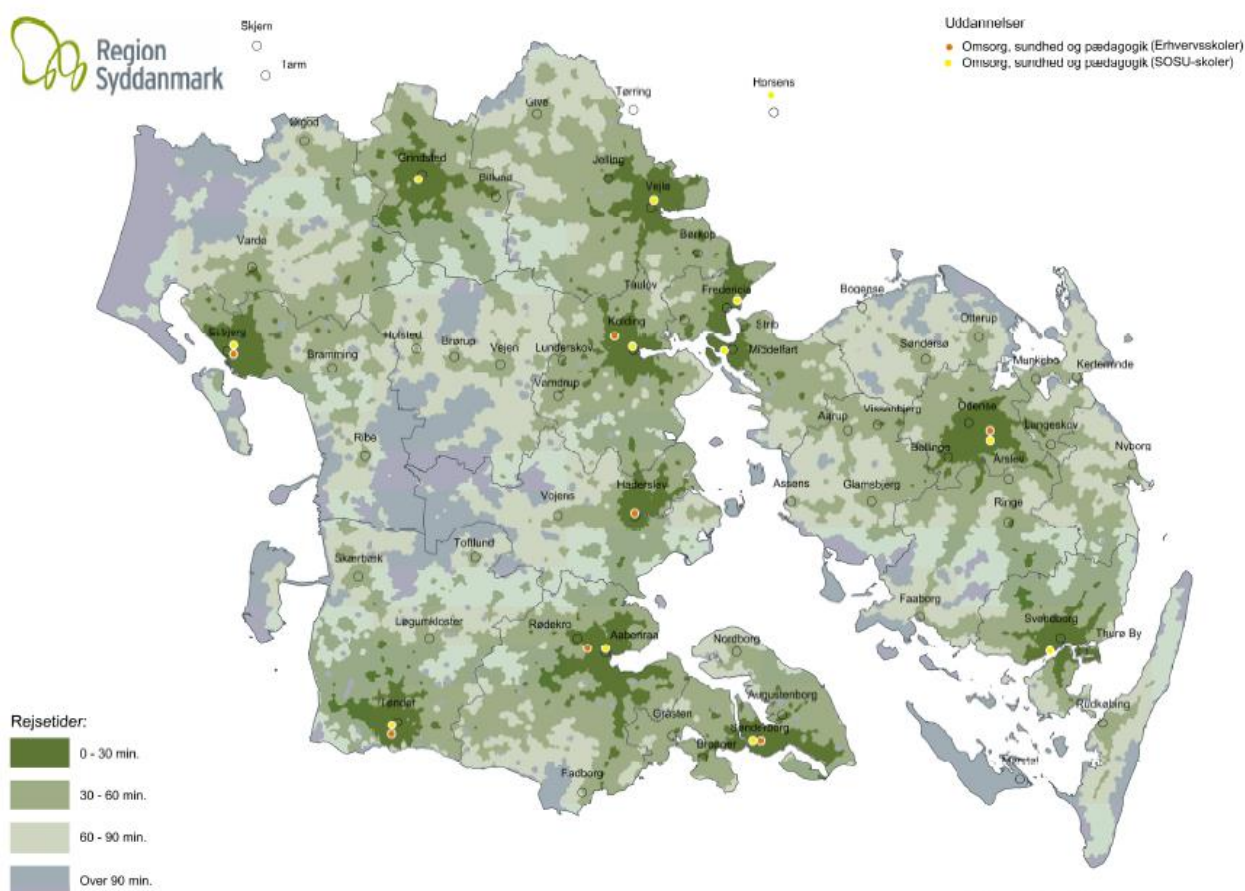 Region
Syddanmark
Skjern
Tarm
Uddannelser
Omsorg, sundhed og pædagogik (Erhvervsskoler)
Omsorg, sundhed og pædagogik (SOSU-skoler)
Horsens
Tørring
Give
Ølgod
Grindsted
Billund
Jelling
Vejle
Børkop
Varde
Taulov
Fredericia
Bogense
Strib
Otterup
Kolding
Esbjerg
Holsted
Brørup
Vejen
Lunderskov
Middelfart
Søndersø
Munkebo
Kerteminde
Bramming
Vamdrup
Aarup
Vissenbjerg
Odense
Langeskov
Ribe
Bellinge
Årslev
Nyborg
Haderslev
Assens
Glamsbjerg
Vojens
Ringe
Toftlund
Skærbæk
Faaborg
Svendborg
Thurø By
Løgumkloster
Rødekro
Aabenraa
Nordborg
Augustenborg
Rudkøbing
Tønder
Gråsten
Sønderborg
Broager
Padborg
Marstal
Rejsetider:
0 - 30 min.
30 - 60 min.
60 - 90 min.
Over 90 min.